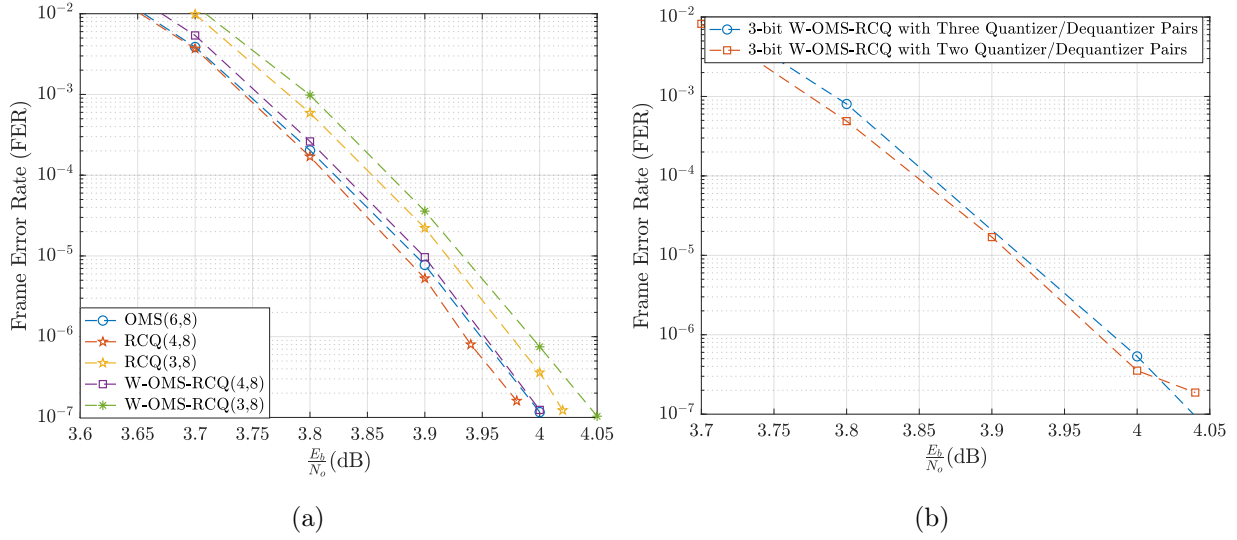 10^-2
10^-3
10^-4
10^-5
10^-6
10^-7
Frame Error Rate (FER)
OMS(6,8)
RCQ(4,8)
RCQ(3,8)
W-OMS-RCQ(4,8)
W-OMS-RCQ(3,8)
3.6 3.65 3.7 3.75 3.8 3.85 3.9 3.95 4 4.05
E_b/N_o(dB)
(a)
10^-2
10^-3
10^-4
10^-5
10^-6
10^-7
Frame Error Rate (FER)
3-bit W-OMS-RCQ with Three Quantizer/Dequantizer Pairs
3-bit W-OMS-RCQ with Two Quantizer/Dequantizer Pairs
3.7 3.75 3.8 3.85 3.9 3.95 4 4.05
E_b/N_o(dB)
(b)